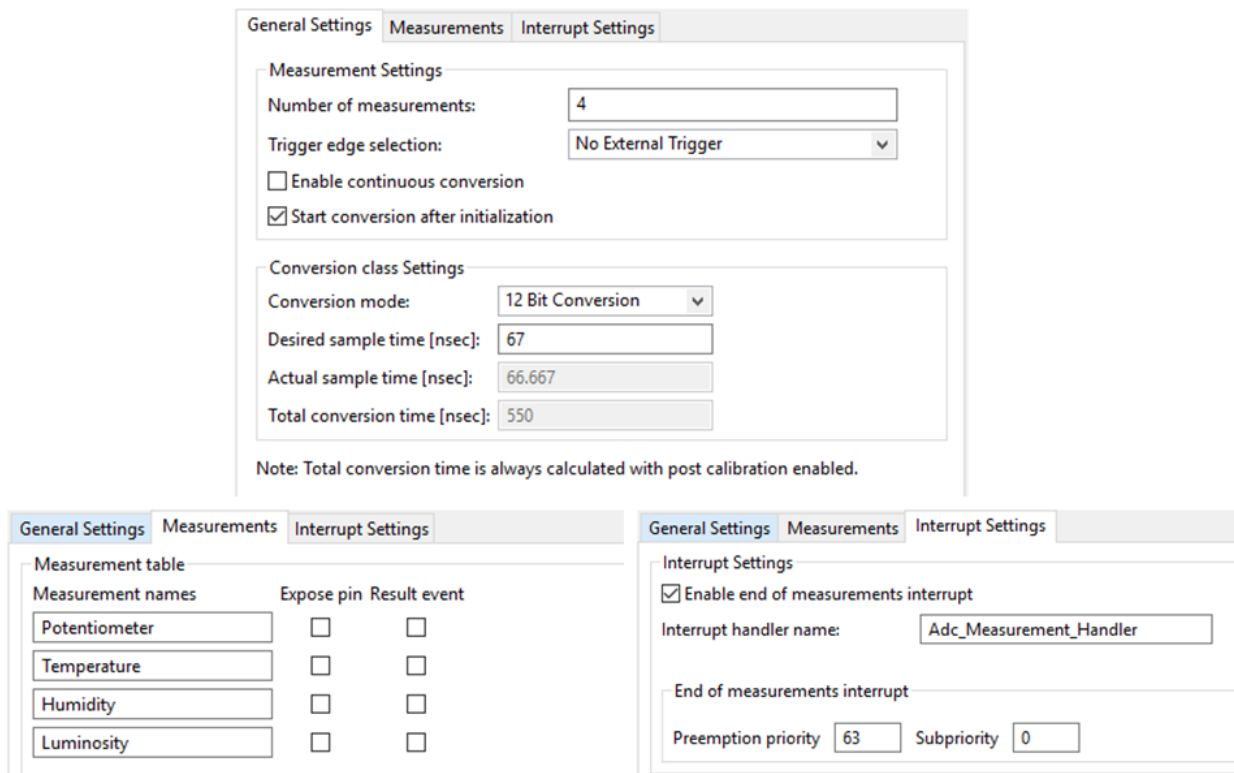 General Settings Measurements Interrupt Settings
Measurement Settings
Number of measurements: 4
Trigger edge selection: No External Trigger
Enable continuous conversion
Start conversion after initialization
Conversion class Settings
Conversion mode: 12 Bit Conversion
Desired sample time [nsec]: 67
Actual sample time [nsec]: 66.667
Total conversion time [nsec]: 550
Note: Total conversion time is always calculated with post calibration enabled.
General Settings Measurements Interrupt Settings
Measurement table
Measurement names Expose pin Result event
Potentiometer
Temperature
Humidity
Luminosity
General Settings Measurements Interrupt Settings
Interrupt Settings
Enable end of measurements interrupt
Interrupt handler name: Adc_Measurement_Handler
End of measurements interrupt
Preemption priority 63 Subpriority 0